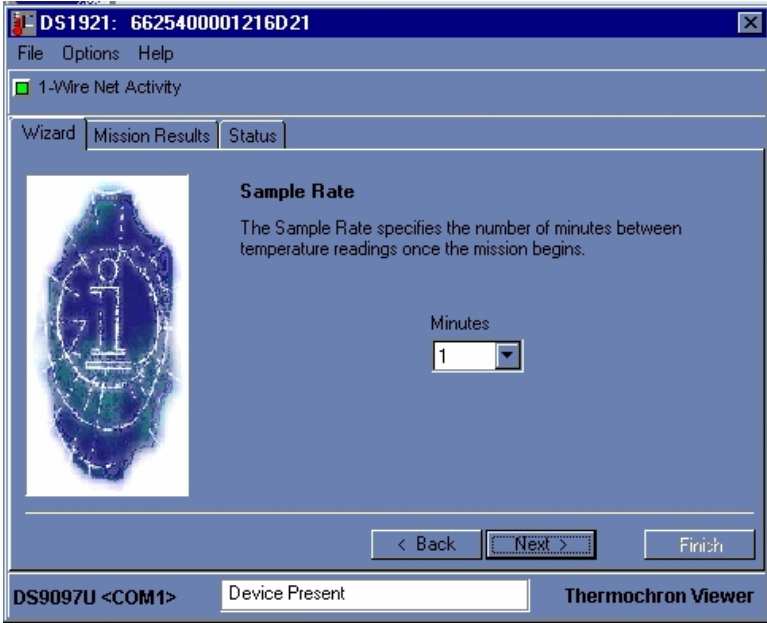 DS1921: 6625400001216D21
File Options Help
1-Wire Net Activity
Wizard Mission Results Status
Sample Rate
The Sample Rate specifies the number of minutes between
temperature readings once the mission begins.
Minutes
1
< Back Next > Finish
DS9097U <COM1> Device Present Thermochron Viewer